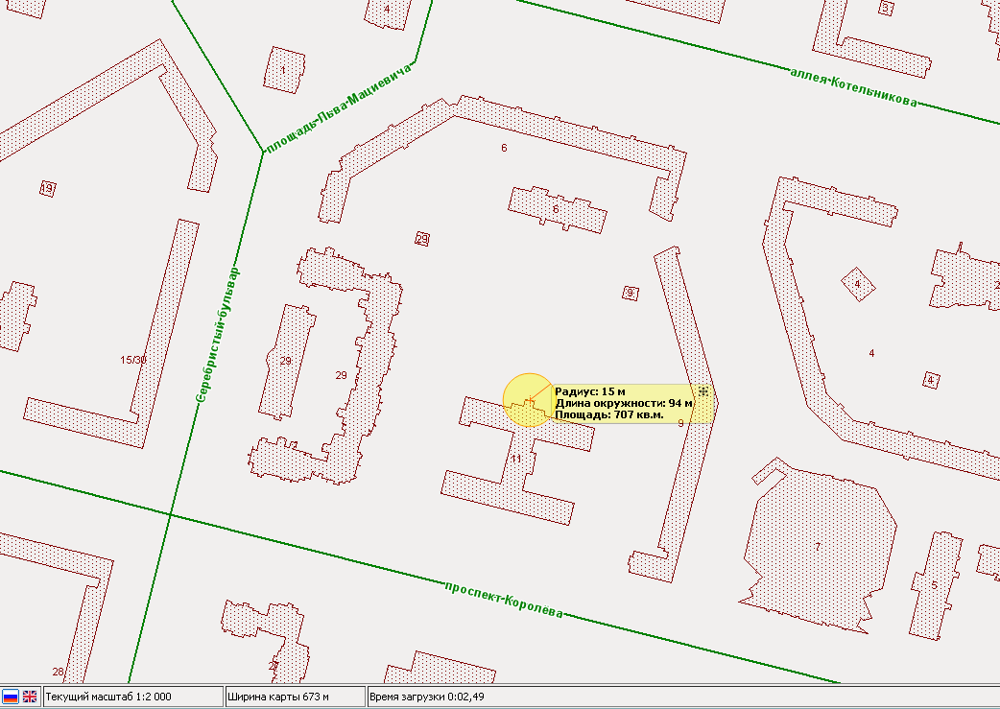 4
3
1
площадь Льва Мациевича
аллея Котельникова
6
19
6
29
9
4
2
Серебристый бульвар
4
15/30
29
29
4
Радиус: 15 м
Длина окружности: 94 м
Площадь: 707 кв.м.
9
11
7
5
проспект Королёва
28
27
Текущий масштаб 1:2 000
Ширина карты 673 м
Время загрузки 0:02,49